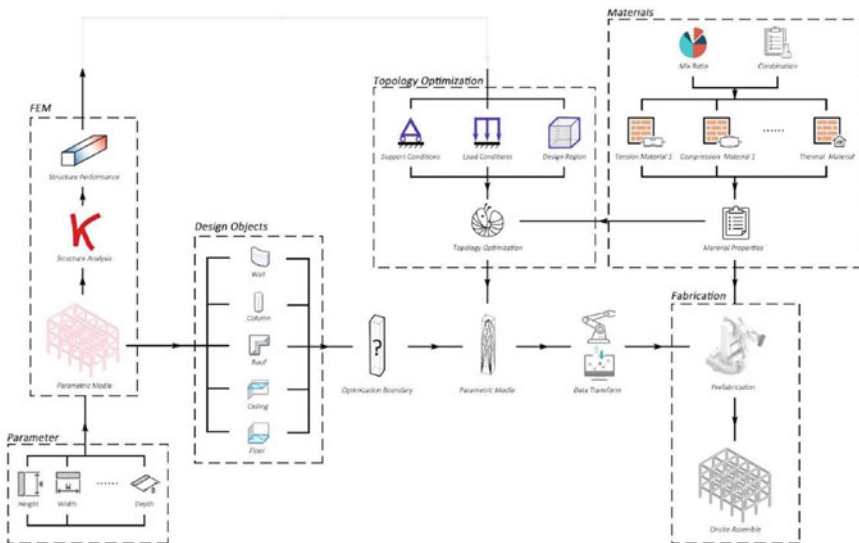 Materials
Mix Ratio
Combination
Topology Optimization
FEM
Support Conditions
Load Conditions
Design Region
Tension Material 1
Compression Material 1
......
Thermal Material
Structure Performance
Design Objects
Topology Optimization
Material Properties
Structure Analysis
Wall
Fabrication
Column
K
?
Parametric Modle
Roof
Optimization Boundary
Parametric Modle
Data Transform
Prefabrication
Ceiling
Parameter
Floor
H
W
......
Height
Width
Depth
Onsite Assemble